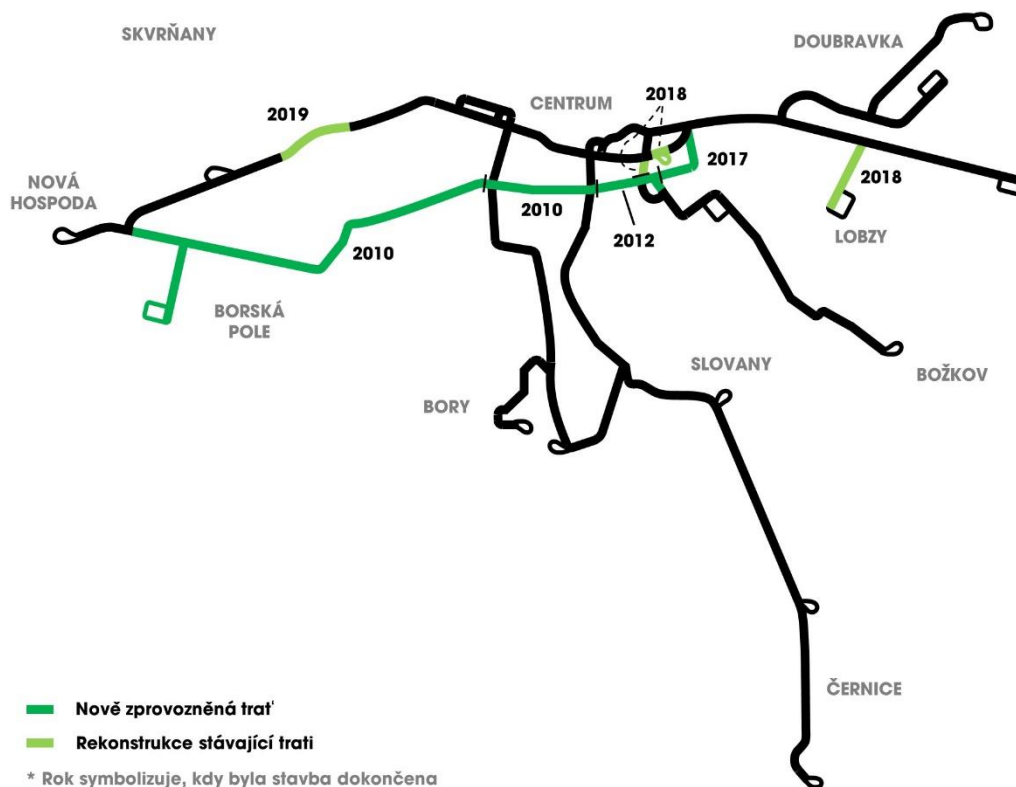 SKVRŇANY
DOUBRAVKA
2018
CENTRUM
2019
2017
NOVÁ
HOSPODA
2018
2010
2012
LOBZY
2010
BORSKÁ
POLE
SLOVANY
BOŽKOV
BORY
ČERNICE
Nově zprovozněná trať
Rekonstrukce stávající trati
* Rok symbolizuje, kdy byla stavba dokončena